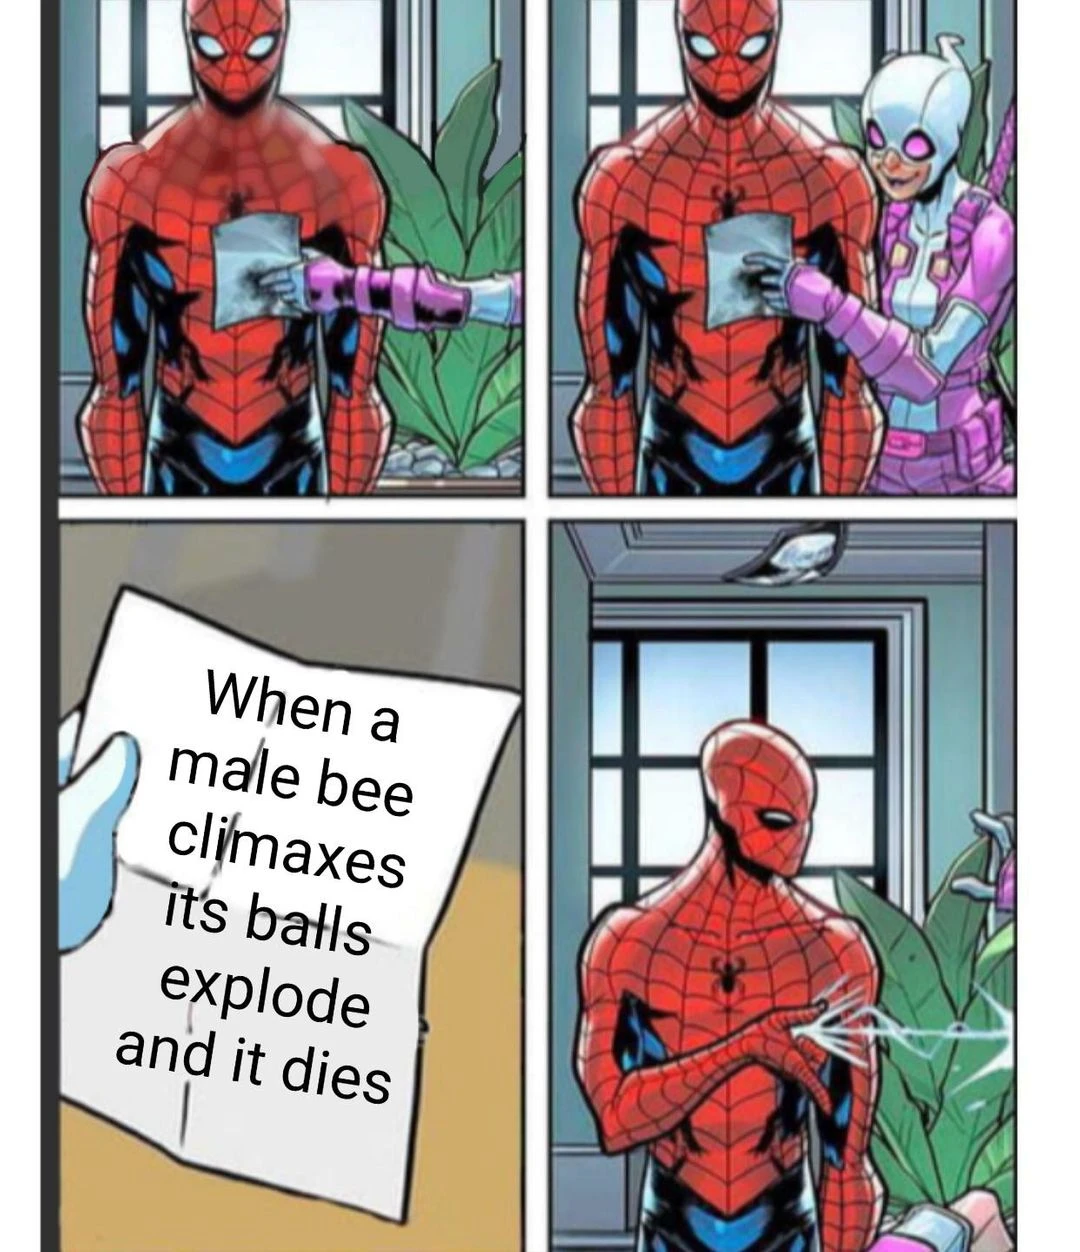 When a
male bee
climaxes
its balls
explode
and it dies